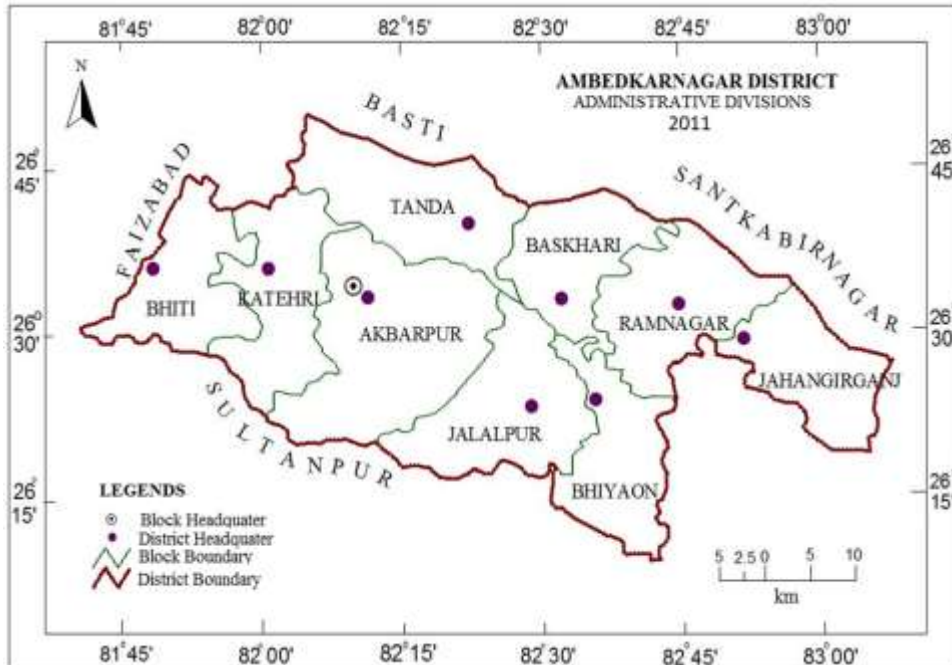 81°45' 82°00' 82°15' 82°30' 82°45' 83°00'
N
AMBEDKARNAGAR DISTRICT
ADMINISTRATIVE DIVISIONS
2011
BASTI
FAIZABAD
SANTKABIRNAGAR
26°45'
26°45'
TANDA
BASKHARI
BHITI
KATEHRI
AKBARPUR
RAMNAGAR
26°30'
26°30'
JAHANGIRGANJ
SULTANPUR
JALALPUR
BHIYAON
26°15'
26°15'
LEGENDS
Block Headquater
District Headquater
Block Boundary
District Boundary
5 2.5 0 5 10
km
81°45' 82°00' 82°15' 82°30' 82°45' 83°00'